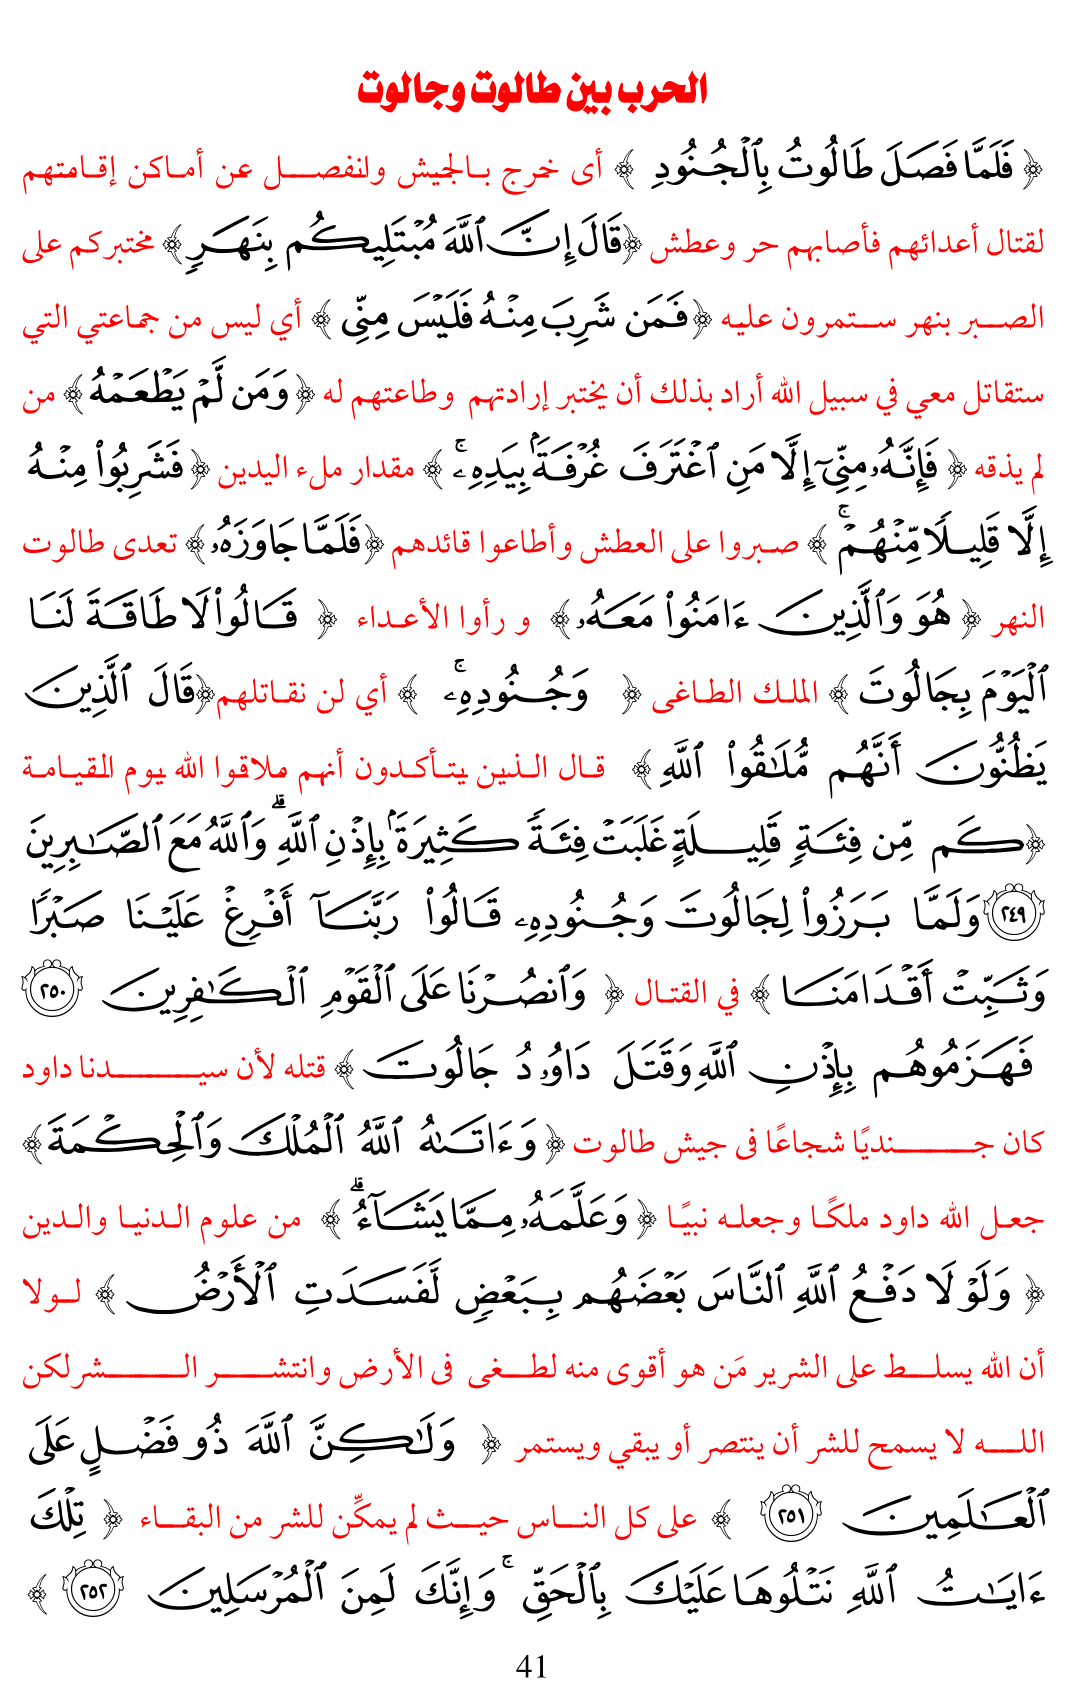 الحرب بين طالوت وجالوت
﴿ فَلَمَّا فَصَلَ طَالُوتُ بِٱلْجُنُودِ ﴾ أى خرج بالجيش وانفصل عن أماكن إقامتهم
لقتال أعدائهم فأصابهم حر وعطش ﴿قَالَ إِنَّ ٱللَّهَ مُبْتَلِيكُم بِنَهَرٍ﴾ مختبركم على
الصبر بنهر ستمرون عليه ﴿فَمَن شَرِبَ مِنْهُ فَلَيْسَ مِنِّى ﴾ أي ليس من جماعتي التي
ستقاتل معي في سبيل الله أراد بذلك أن يختبر إرادتهم وطاعتهم له ﴿وَمَن لَّمْ يَطْعَمْهُ﴾ من
لم يذقه ﴿ فَإِنَّهُۥ مِنِّىٓ إِلَّا مَنِ ٱغْتَرَفَ غُرْفَةًۢ بِيَدِهِۦ ۚ ﴾ مقدار ملء اليدين ﴿ فَشَرِبُوا۟ مِنْهُ
إِلَّا قَلِيلًا مِّنْهُمْ ۚ ﴾ صبروا على العطش وأطاعوا قائدهم ﴿فَلَمَّا جَاوَزَهُۥ﴾ تعدى طالوت
النهر ﴿ هُوَ وَٱلَّذِينَ ءَامَنُوا۟ مَعَهُۥ﴾ و رأوا الأعداء ﴿ قَالُوا۟ لَا طَاقَةَ لَنَا
ٱلْيَوْمَ بِجَالُوتَ ﴾ الملك الطاغى ﴿ وَجُنُودِهِۦ ۚ ﴾ أي لن نقاتلهم﴿قَالَ ٱلَّذِينَ
يَظُنُّونَ أَنَّهُم مُّلَٰقُوا۟ ٱللَّهِ ﴾ قال الذين يتأكدون أنهم ملاقوا الله يوم القيامة
﴿كَم مِّن فِئَةٍ قَلِيلَةٍ غَلَبَتْ فِئَةً كَثِيرَةًۢ بِإِذْنِ ٱللَّهِ ۗ وَٱللَّهُ مَعَ ٱلصَّٰبِرِينَ
٢٤٩ وَلَمَّا بَرَزُوا۟ لِجَالُوتَ وَجُنُودِهِۦ قَالُوا۟ رَبَّنَآ أَفْرِغْ عَلَيْنَا صَبْرًا
وَثَبِّتْ أَقْدَامَنَا ﴾ في القتال ﴿ وَٱنصُرْنَا عَلَى ٱلْقَوْمِ ٱلْكَٰفِرِينَ ٢٥٠
فَهَزَمُوهُم بِإِذْنِ ٱللَّهِ وَقَتَلَ دَاوُۥدُ جَالُوتَ ﴾ قتله لأن سيدنا داود
كان جنديًا شجاعًا فى جيش طالوت ﴿ وَءَاتَىٰهُ ٱللَّهُ ٱلْمُلْكَ وَٱلْحِكْمَةَ ﴾
جعل الله داود ملكًا وجعله نبيًا ﴿ وَعَلَّمَهُۥ مِمَّا يَشَآءُ ۗ ﴾ من علوم الدنيا والدين
﴿ وَلَوْ لَا دَفْعُ ٱللَّهِ ٱلنَّاسَ بَعْضَهُم بِبَعْضٍ لَّفَسَدَتِ ٱلْأَرْضُ ﴾ لولا
أن الله يسلط على الشرير مَن هو أقوى منه لطغى فى الأرض وانتشر الشر لكن
الله لا يسمح للشر أن ينتصر أو يبقي ويستمر ﴿ وَلَٰكِنَّ ٱللَّهَ ذُو فَضْلٍ عَلَى
ٱلْعَٰلَمِينَ ٢٥١ ﴾ على كل الناس حيث لم يمكِّن للشر من البقاء ﴿ تِلْكَ
ءَايَٰتُ ٱللَّهِ نَتْلُوهَا عَلَيْكَ بِٱلْحَقِّ ۚ وَإِنَّكَ لَمِنَ ٱلْمُرْسَلِينَ ٢٥٢ ﴾
41